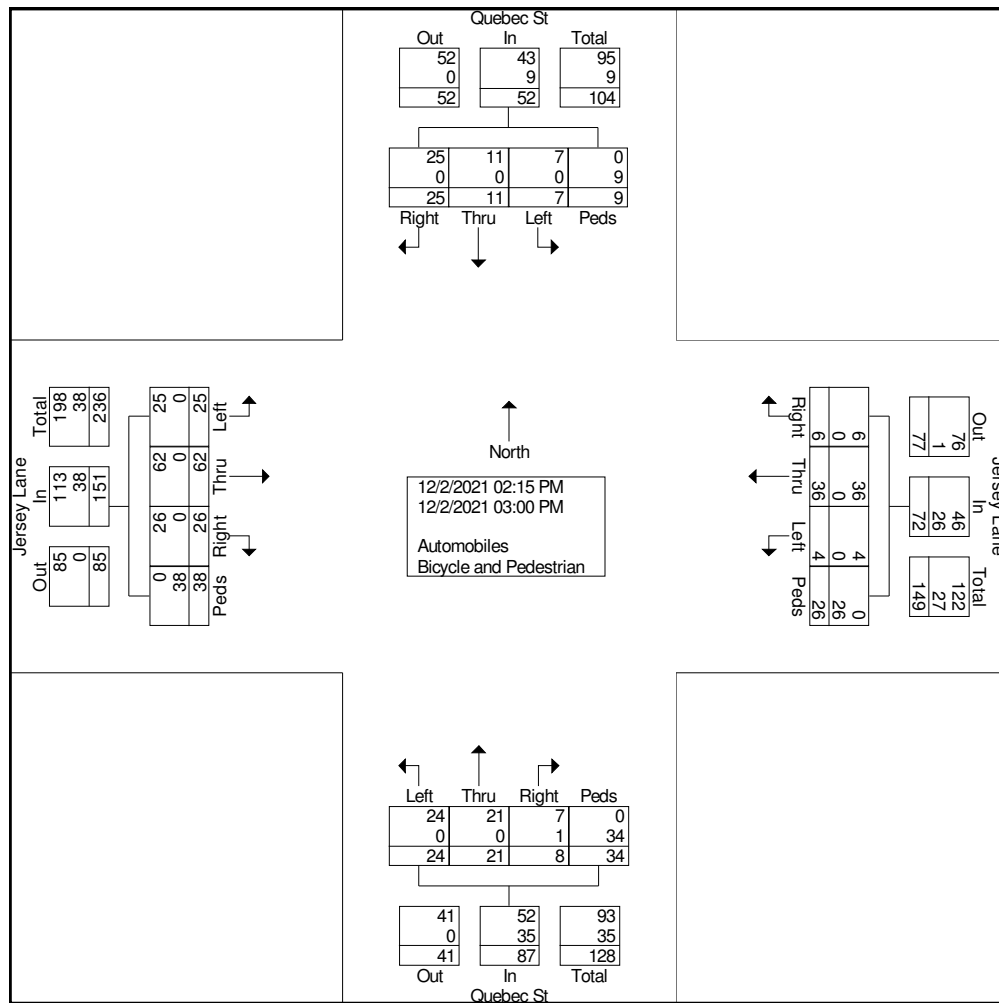 Quebec St
Out In Total
52 43 95
0 9 9
52 52 104
25 11 7 0
0 0 0 9
25 11 7 9
Right Thru Left Peds
Jersey Lane
Total In Out
198 113 85
38 38 0
236 151 85
25 62 26 0
0 0 0 38
25 62 26 38
Left Thru Right Peds
North
12/2/2021 02:15 PM
12/2/2021 03:00 PM
Automobiles
Bicycle and Pedestrian
Right Thru Left Peds
6 36 4 0
0 0 0 26
6 36 4 26
Out In Total
76 46 122
1 26 27
77 72 149
Jersey Lane
Left Thru Right Peds
24 21 7 0
0 0 1 34
24 21 8 34
41 52 93
0 35 35
41 87 128
Out In Total
Quebec St